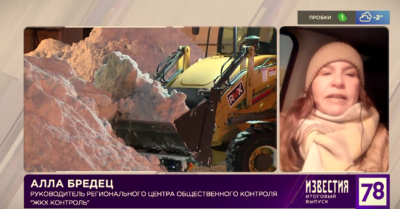 ПРОБКИ 1 -2°
АЛЛА БРЕДЕЦ
РУКОВОДИТЕЛЬ РЕГИОНАЛЬНОГО ЦЕНТРА ОБЩЕСТВЕННОГО КОНТРОЛЯ
"ЖКХ КОНТРОЛЬ"
ИЗВЕСТИЯ
ИТОГОВЫЙ
ВЫПУСК
78